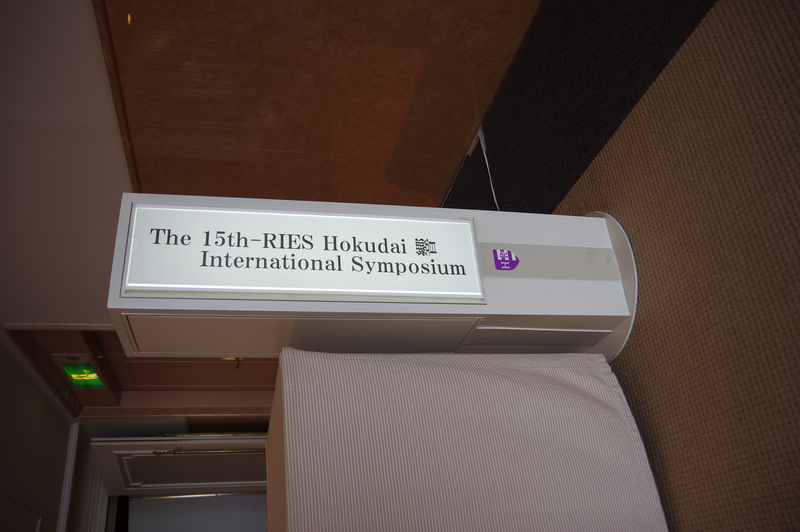 The 15th-RIES Hokudai 響
International Symposium